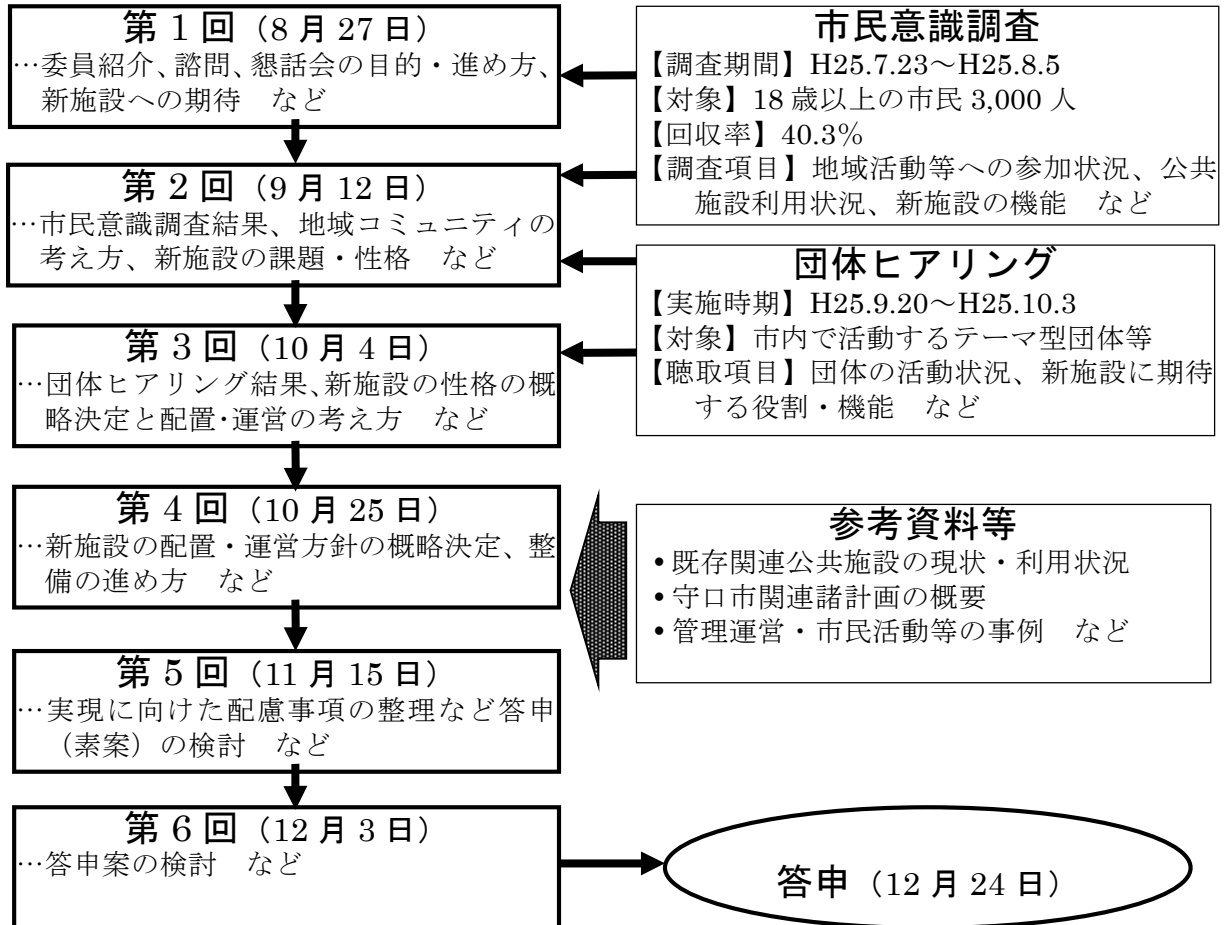 第1回（8月27日）
…委員紹介、諮問、懇話会の目的・進め方、
新施設への期待　など
第2回（9月12日）
…市民意識調査結果、地域コミュニティの
考え方、新施設の課題・性格　など
第3回（10月4日）
…団体ヒアリング結果、新施設の性格の概
略決定と配置・運営の考え方　など
第4回（10月25日）
…新施設の配置・運営方針の概略決定、整
備の進め方　など
第5回（11月15日）
…実現に向けた配慮事項の整理など答申
（素案）の検討　など
第6回（12月3日）
…答申案の検討　など
市民意識調査
【調査期間】H25.7.23～H25.8.5
【対象】18歳以上の市民3,000人
【回収率】40.3％
【調査項目】地域活動等への参加状況、公共
施設利用状況、新施設の機能　など
団体ヒアリング
【実施時期】H25.9.20～H25.10.3
【対象】市内で活動するテーマ型団体等
【聴取項目】団体の活動状況、新施設に期待
する役割・機能　など
参考資料等
•既存関連公共施設の現状・利用状況
•守口市関連諸計画の概要
•管理運営・市民活動等の事例　など
答申（12月24日）